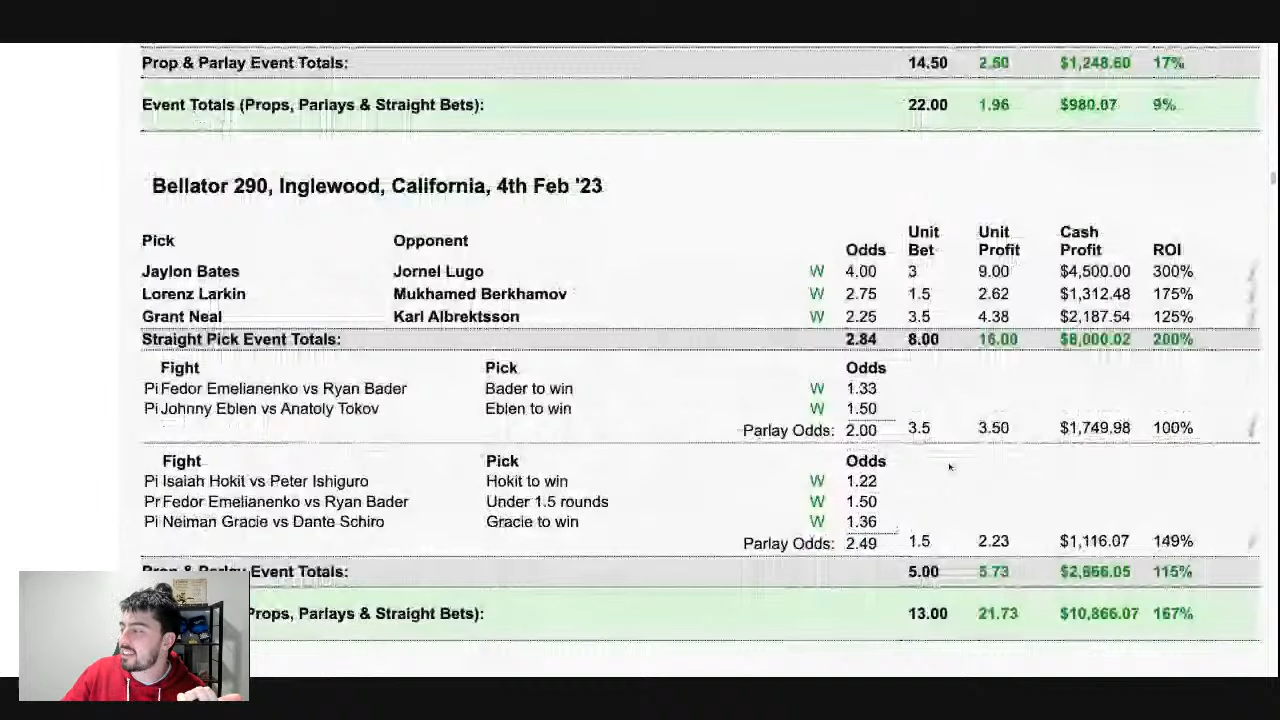 Prop & Parlay Event Totals: 14.50 2.50 $1,248.60 17%
Event Totals (Props, Parlays & Straight Bets): 22.00 1.96 $980.07 9%
Bellator 290, Inglewood, California, 4th Feb '23
Unit Unit Cash
Pick Opponent Odds Bet Profit Profit ROI
Jaylon Bates Jornel Lugo W 4.00 3 9.00 $4,500.00 300%
Lorenz Larkin Mukhamed Berkhamov W 2.75 1.5 2.62 $1,312.48 175%
Grant Neal Karl Albrektsson W 2.25 3.5 4.38 $2,187.54 125%
Straight Pick Event Totals: 2.84 8.00 16.00 $8,000.02 200%
Fight Pick Odds
Pi Fedor Emelianenko vs Ryan Bader Bader to win W 1.33
Pi Johnny Eblen vs Anatoly Tokov Eblen to win W 1.50
Parlay Odds: 2.00 3.5 3.50 $1,749.98 100%
Fight Pick Odds
Pi Isaiah Hokit vs Peter Ishiguro Hokit to win W 1.22
Pr Fedor Emelianenko vs Ryan Bader Under 1.5 rounds W 1.50
Pi Neiman Gracie vs Dante Schiro Gracie to win W 1.36
Parlay Odds: 2.49 1.5 2.23 $1,116.07 149%
Prop & Parlay Event Totals: 5.00 5.73 $2,866.05 115%
Props, Parlays & Straight Bets): 13.00 21.73 $10,866.07 167%